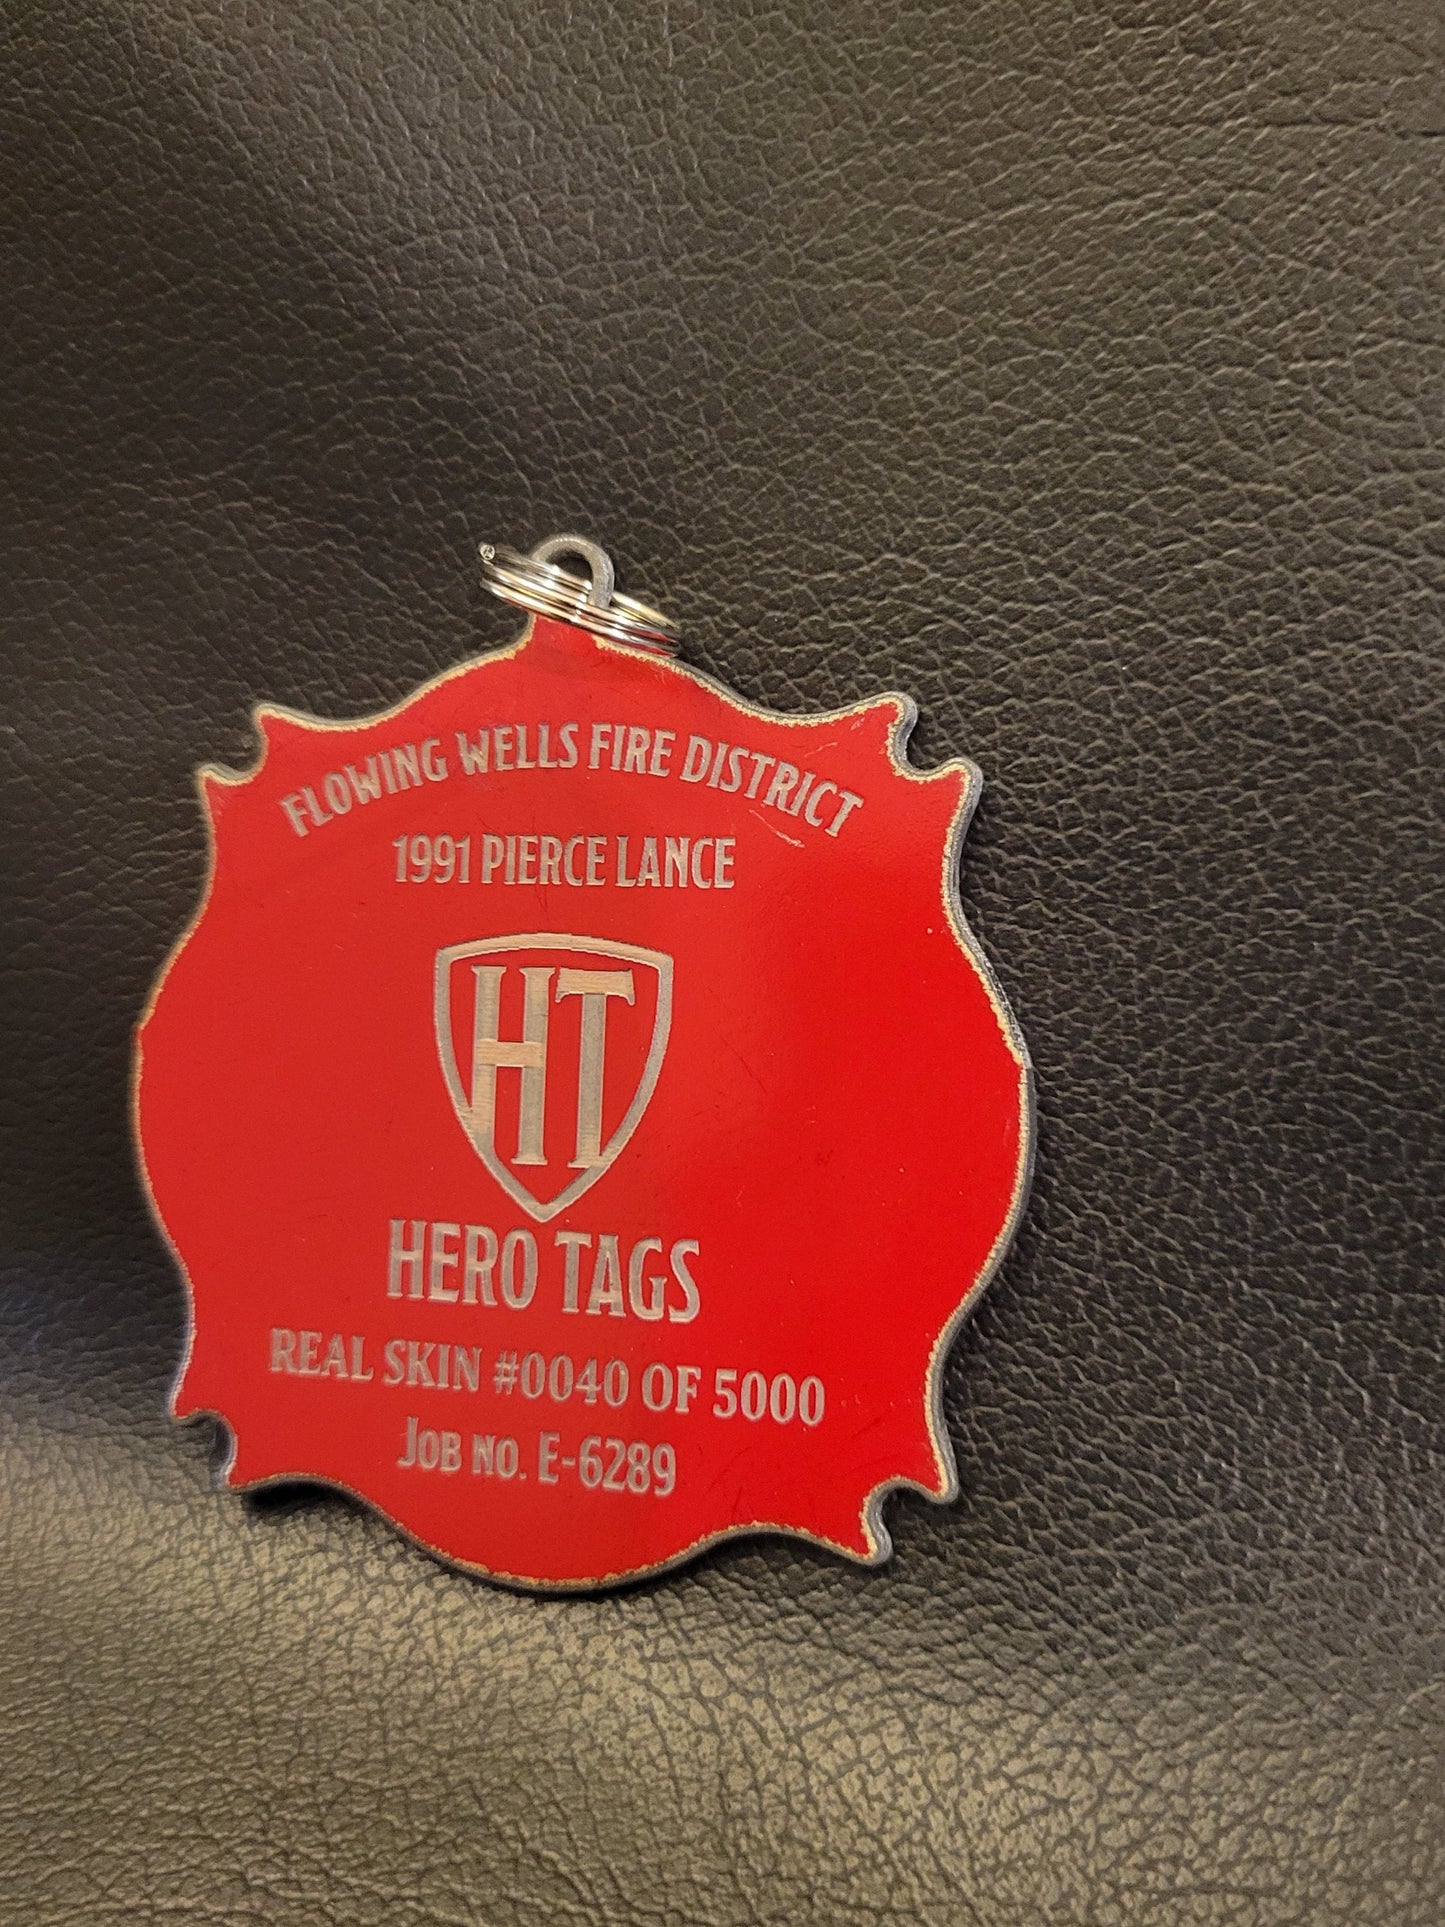 FLOWING WELLS FIRE DISTRICT
1991 PIERCE LANCE
HT
HERO TAGS
REAL SKIN #0040 OF 5000
JOB NO. E-6289